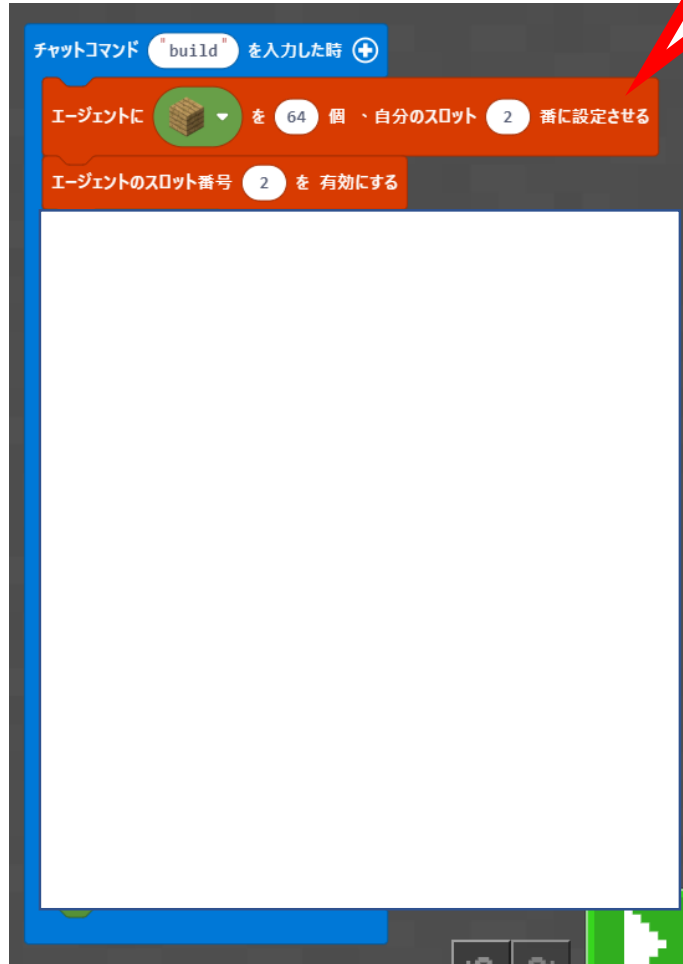 チャットコマンド "build" を入力した時
エージェントに を 64 個 、自分のスロット 2 番に設定させる
エージェントのスロット番号 2 を 有効にする